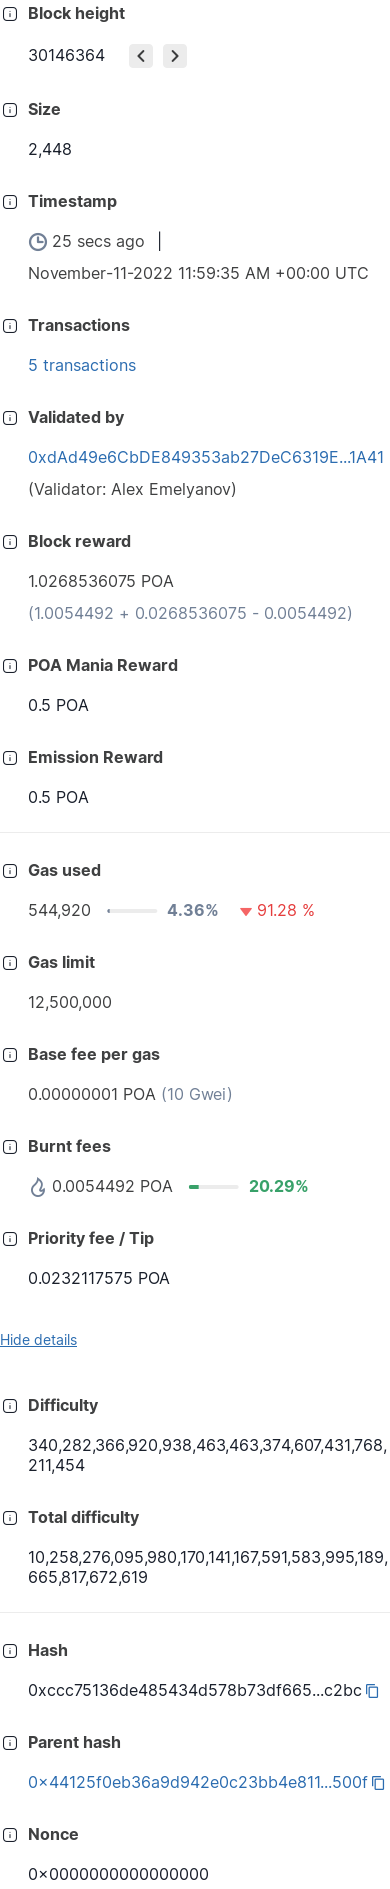 Block height
30146364
Size
2,448
Timestamp
25 secs ago |
November-11-2022 11:59:35 AM +00:00 UTC
Transactions
5 transactions
Validated by
0xdAd49e6CbDE849353ab27DeC6319E...1A41
(Validator: Alex Emelyanov)
Block reward
1.0268536075 POA
(1.0054492 + 0.0268536075 - 0.0054492)
POA Mania Reward
0.5 POA
Emission Reward
0.5 POA
Gas used
544,920 4.36% 91.28 %
Gas limit
12,500,000
Base fee per gas
0.00000001 POA (10 Gwei)
Burnt fees
0.0054492 POA 20.29%
Priority fee / Tip
0.0232117575 POA
Hide details
Difficulty
340,282,366,920,938,463,463,374,607,431,768,
211,454
Total difficulty
10,258,276,095,980,170,141,167,591,583,995,189,
665,817,672,619
Hash
0xccc75136de485434d578b73df665...c2bc
Parent hash
0x44125f0eb36a9d942e0c23bb4e811...500f
Nonce
0x0000000000000000